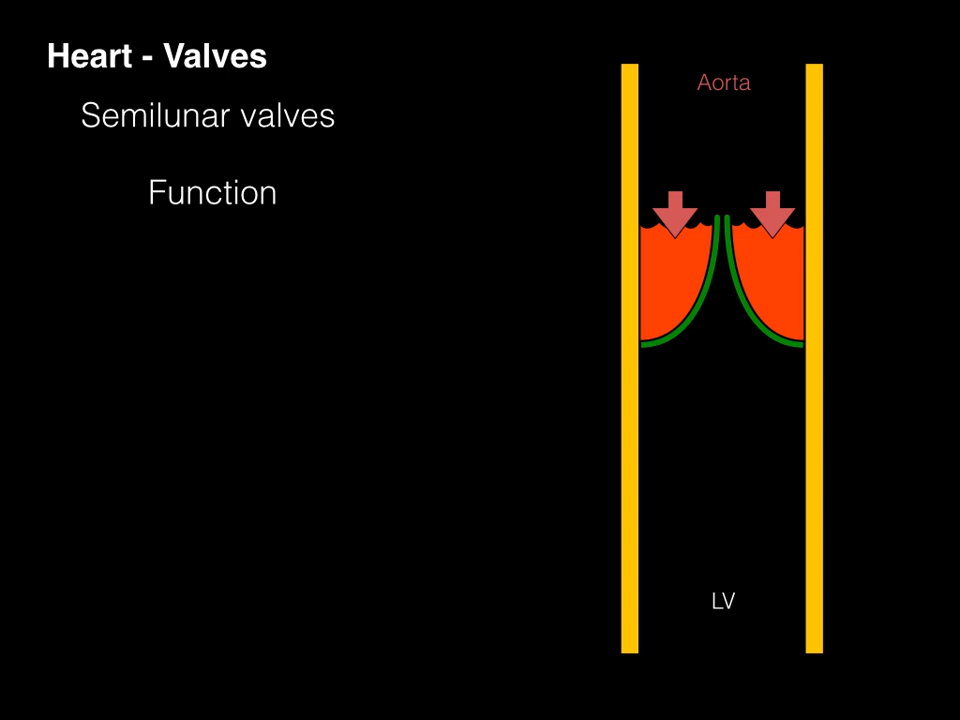 Heart - Valves
Semilunar valves
Function
Aorta
LV